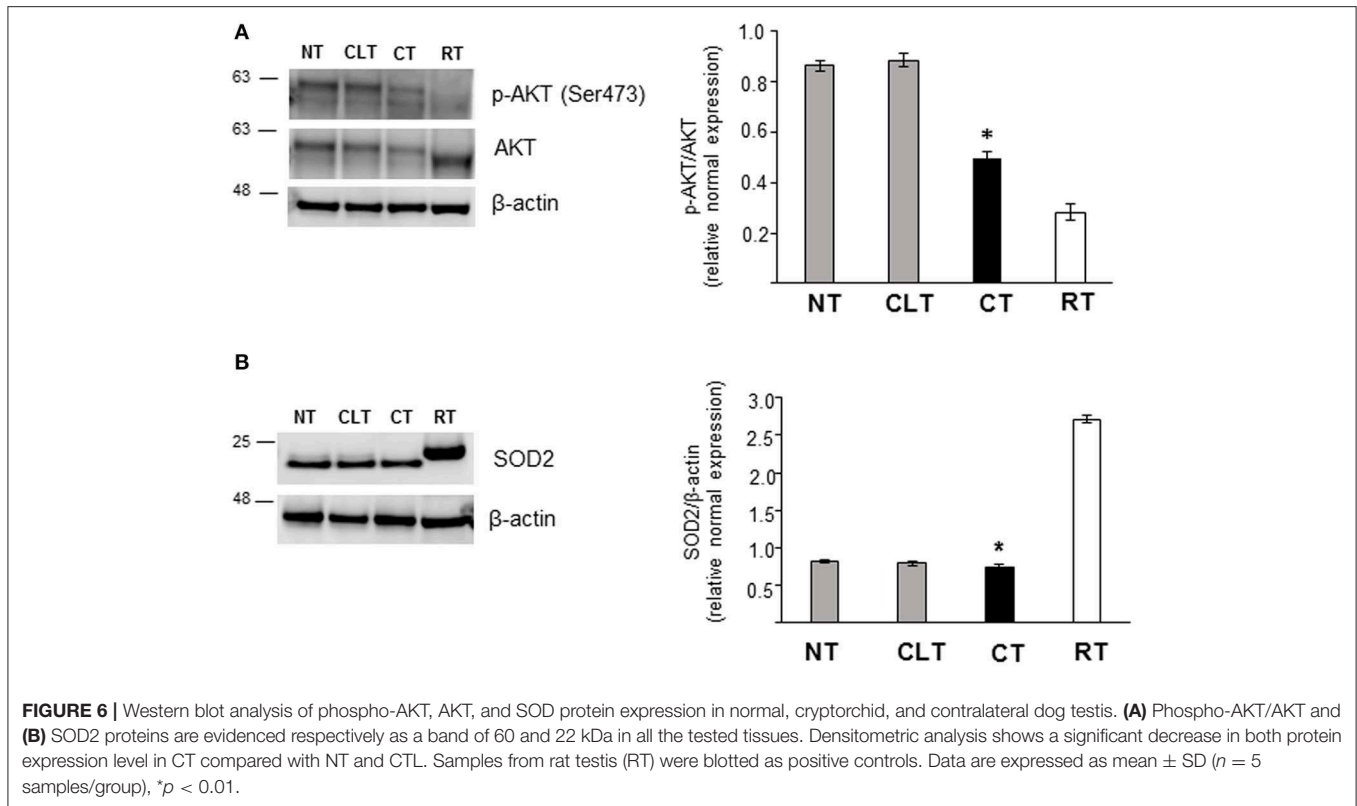 A
NT CLT CT RT
63
p-AKT (Ser473)
63
AKT
48
β-actin
p-AKT/AKT
(relative normal expression)
1.0
0.8
0.6
0.4
0.2
*
NT CLT CT RT
B
NT CLT CT RT
25
SOD2
48
β-actin
SOD2/β-actin
(relative normal expression)
3.0
2.5
2.0
1.5
1.0
0.5
*
NT CLT CT RT
FIGURE 6 | Western blot analysis of phospho-AKT, AKT, and SOD protein expression in normal, cryptorchid, and contralateral dog testis. (A) Phospho-AKT/AKT and
(B) SOD2 proteins are evidenced respectively as a band of 60 and 22 kDa in all the tested tissues. Densitometric analysis shows a significant decrease in both protein
expression level in CT compared with NT and CTL. Samples from rat testis (RT) were blotted as positive controls. Data are expressed as mean ± SD (n = 5
samples/group), *p < 0.01.